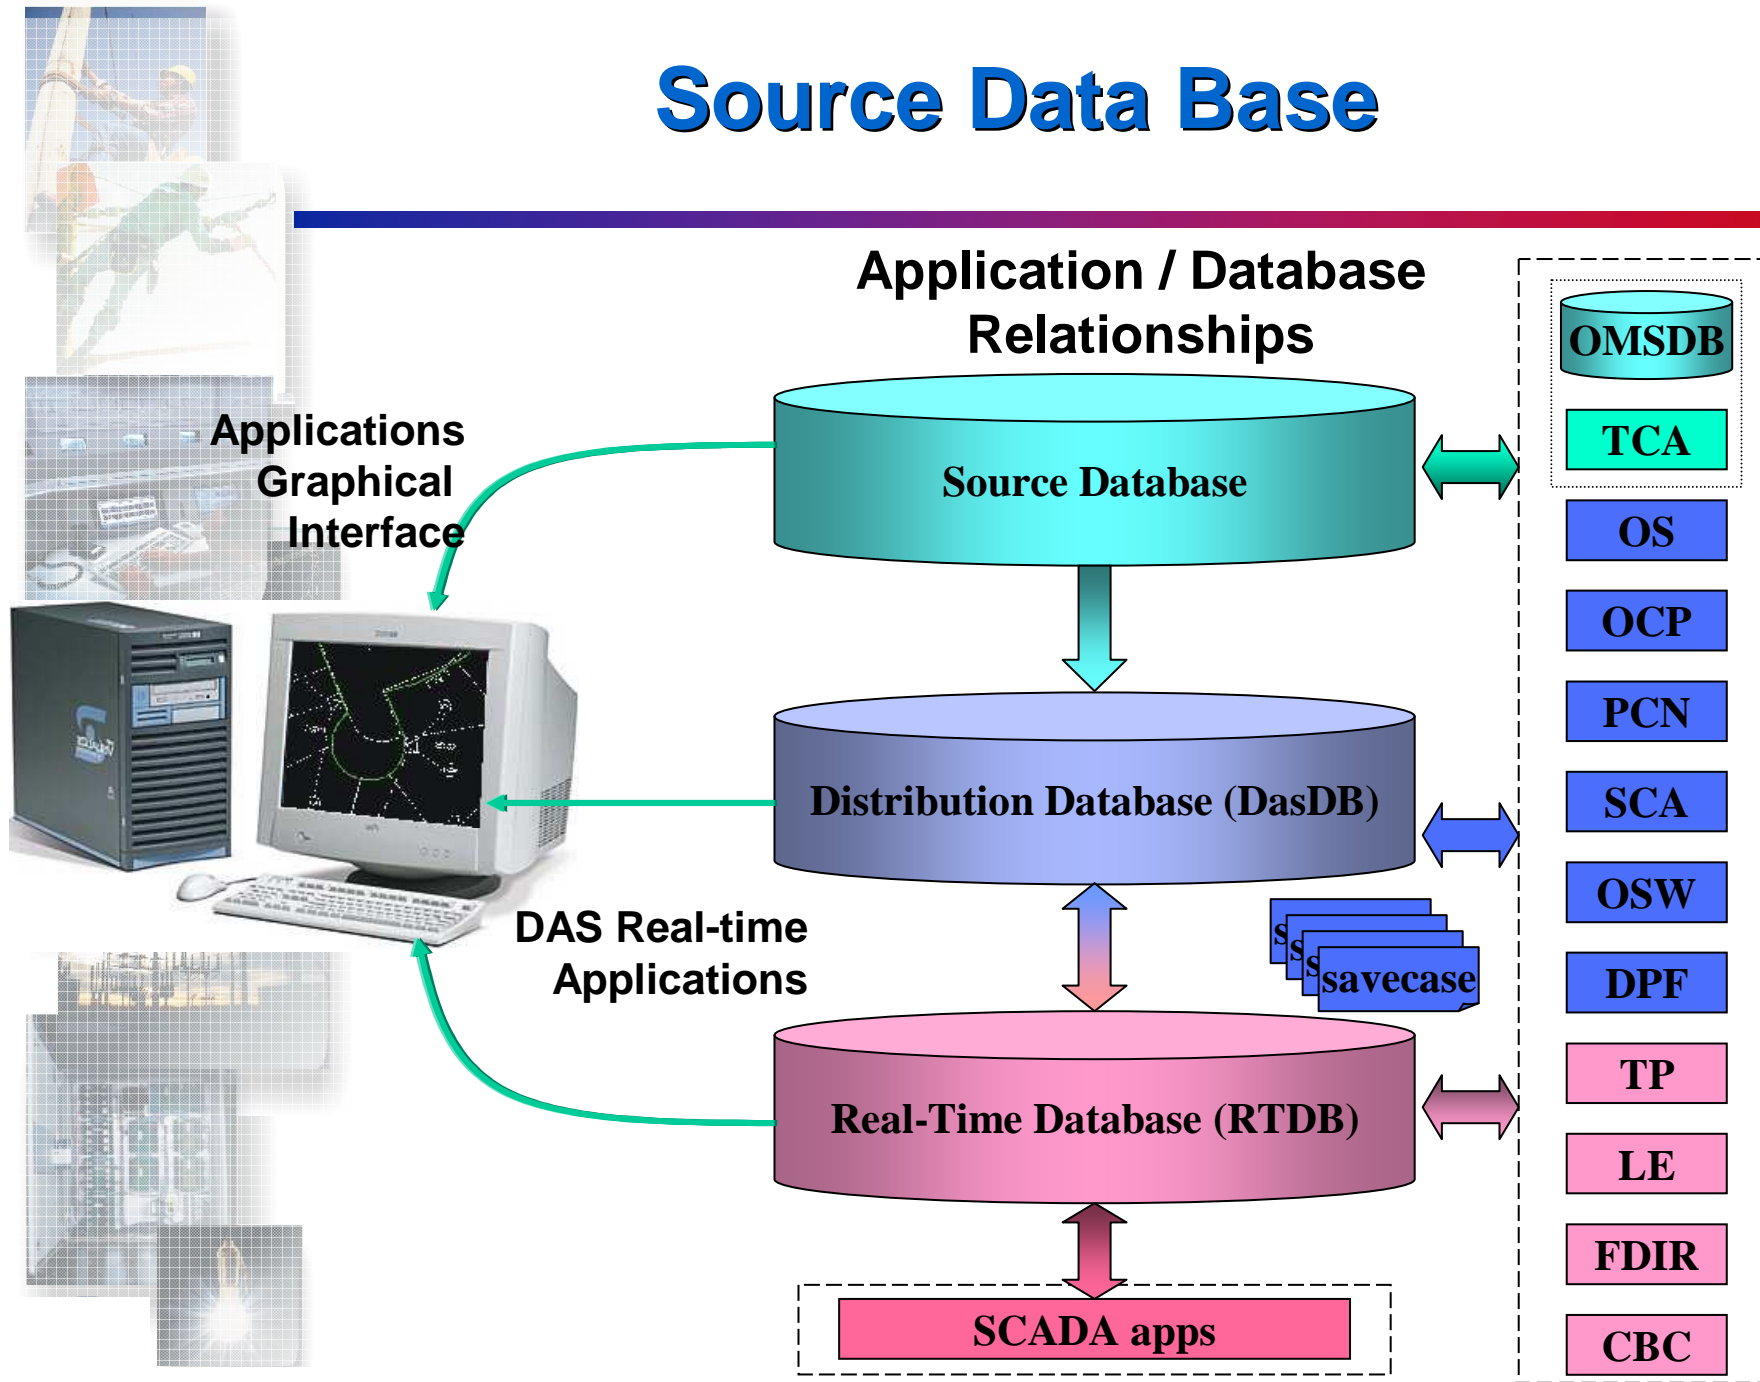 Source Data Base
Application / Database
Relationships
Applications
Graphical
Interface
Source Database
Distribution Database (DasDB)
DAS Real-time
Applications
savecase
Real-Time Database (RTDB)
SCADA apps
OMSDB
TCA
OS
OCP
PCN
SCA
OSW
DPF
TP
LE
FDIR
CBC